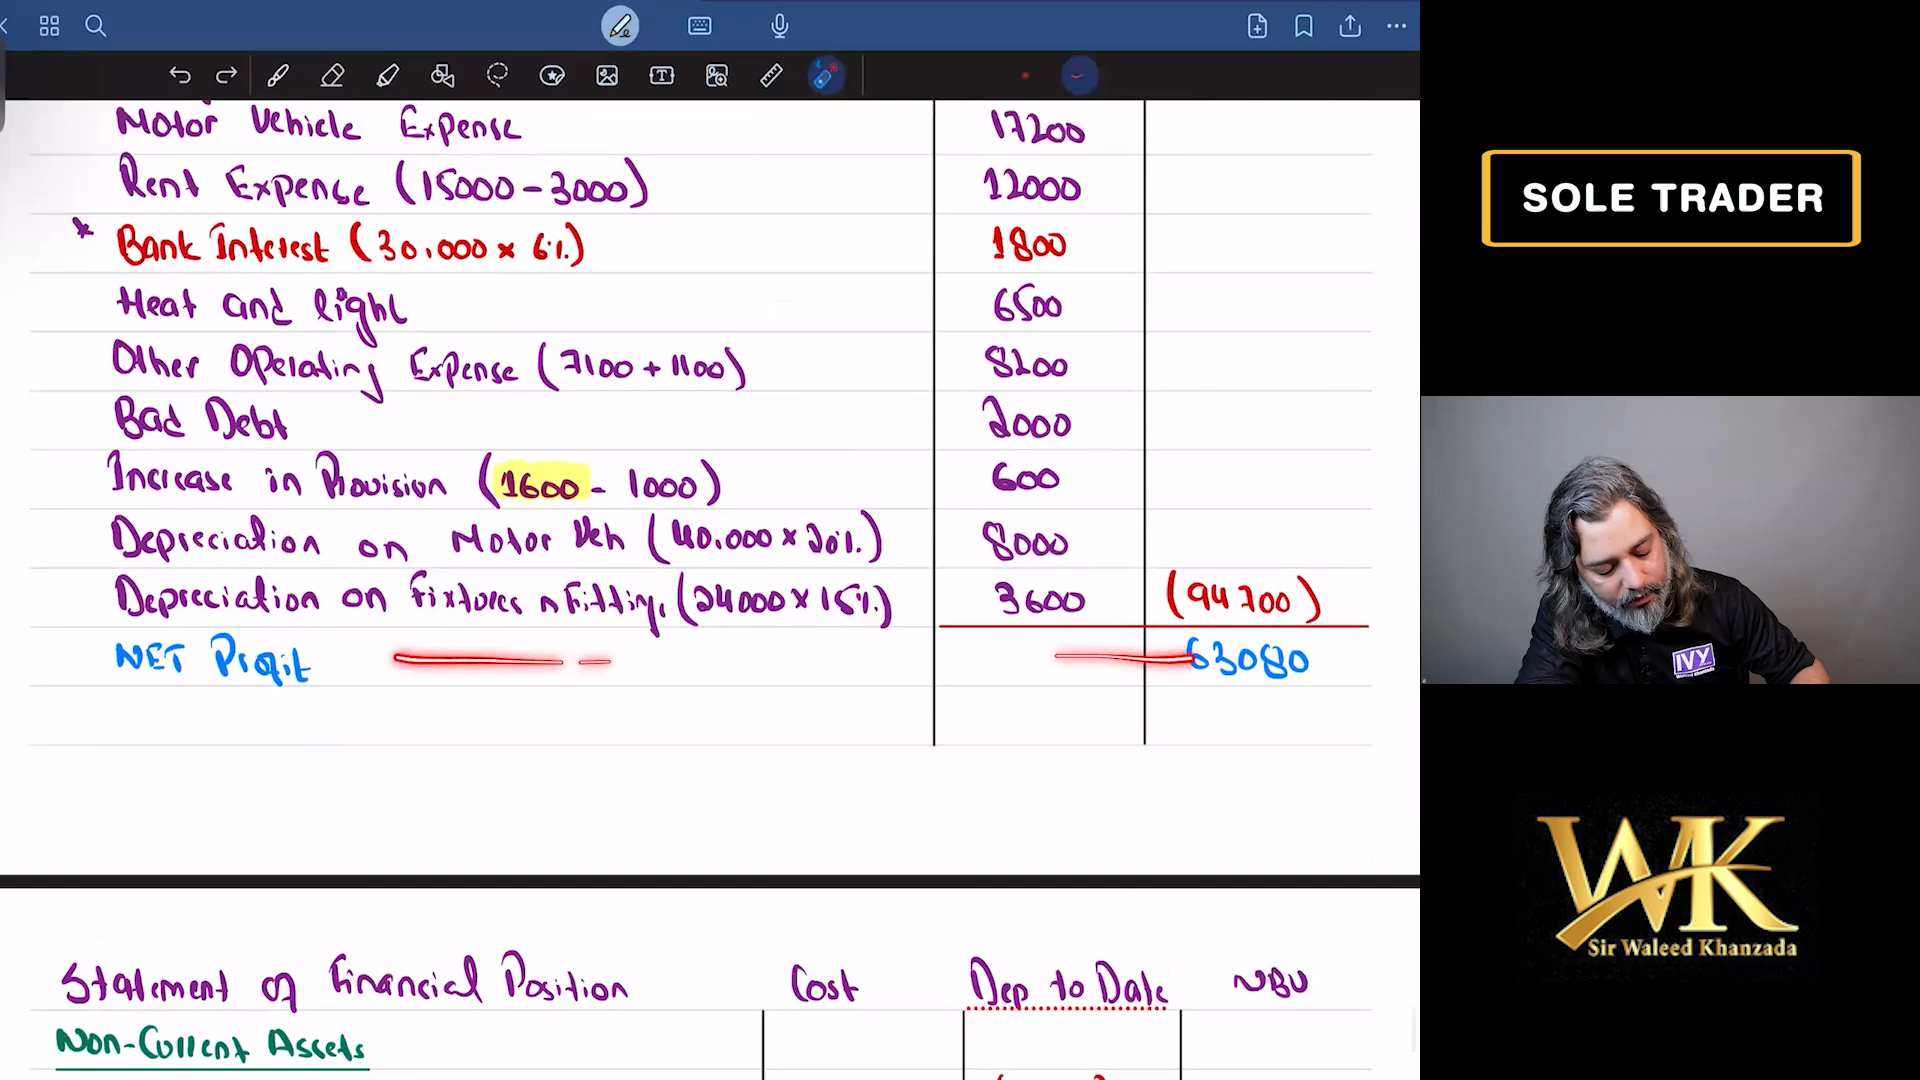 Motor Vehicle Expense 17200
Rent Expense (15000 - 3000) 12000
* Bank Interest (30,000 × 6%) 1800
Heat and light 6500
Other Operating Expense (7100 + 1100) 8200
Bad Debt 2000
Increase in Provision (1600 - 1000) 600
Depreciation on Motor Veh (40,000 × 20%) 8000
Depreciation on Fixtures n Fitting, (24000 × 15%) 3600 (94700)
NET Profit 63080
Statement of Financial Position Cost Dep to Date NBV
Non-Current Assets
SOLE TRADER
IVY
WK
Sir Waleed Khanzada